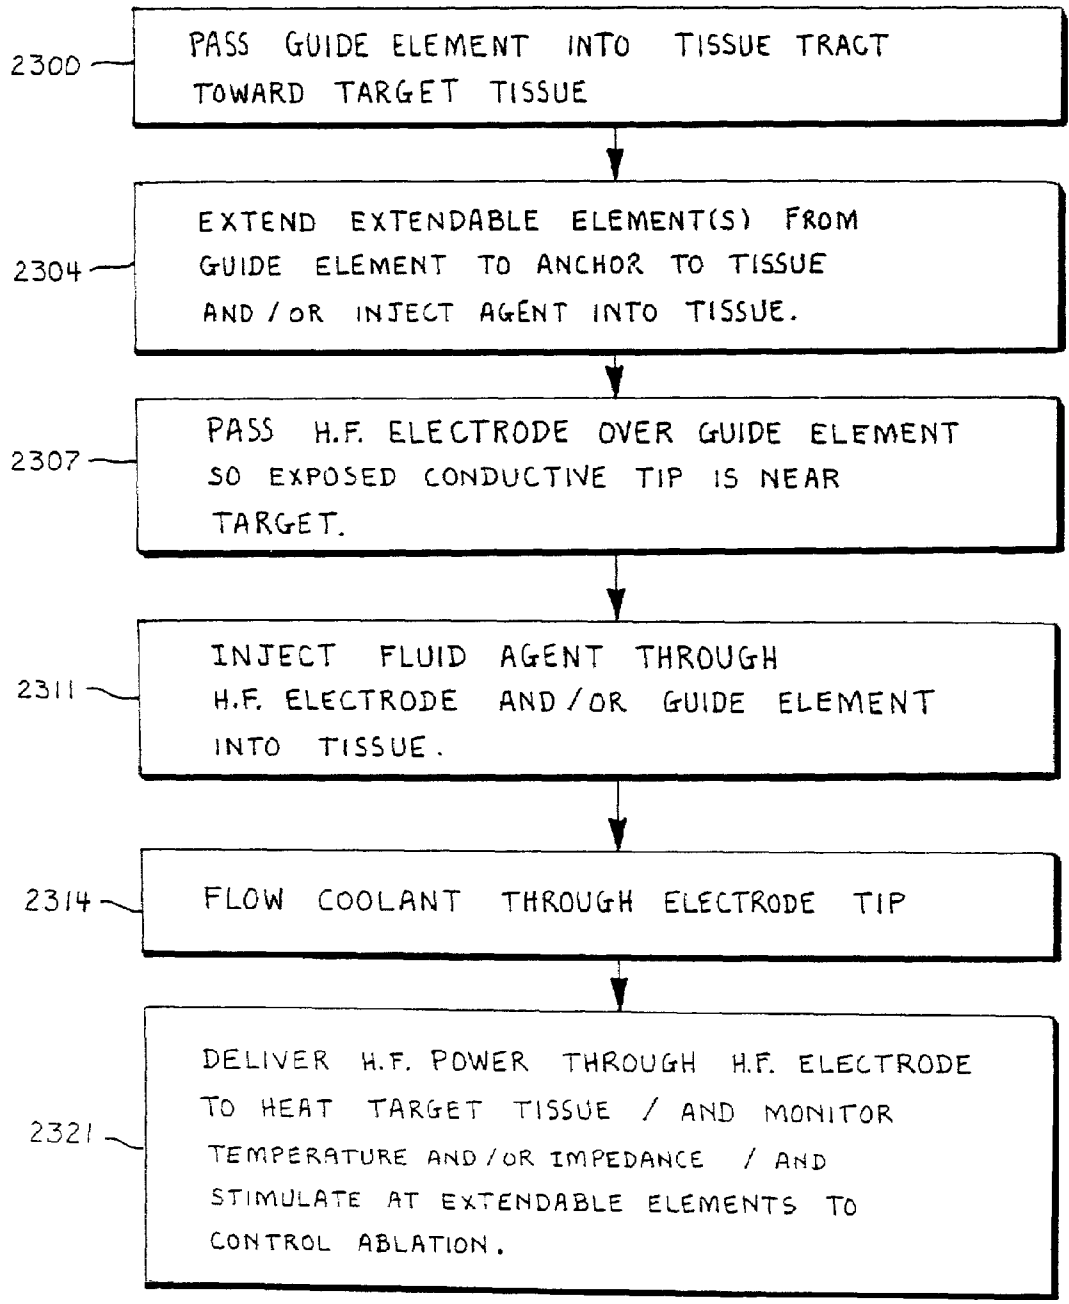 2300
PASS GUIDE ELEMENT INTO TISSUE TRACT
TOWARD TARGET TISSUE
2304
EXTEND EXTENDABLE ELEMENT(S) FROM
GUIDE ELEMENT TO ANCHOR TO TISSUE
AND/OR INJECT AGENT INTO TISSUE.
2307
PASS H.F. ELECTRODE OVER GUIDE ELEMENT
SO EXPOSED CONDUCTIVE TIP IS NEAR
TARGET.
2311
INJECT FLUID AGENT THROUGH
H.F. ELECTRODE AND/OR GUIDE ELEMENT
INTO TISSUE.
2314
FLOW COOLANT THROUGH ELECTRODE TIP
2321
DELIVER H.F. POWER THROUGH H.F. ELECTRODE
TO HEAT TARGET TISSUE / AND MONITOR
TEMPERATURE AND/OR IMPEDANCE / AND
STIMULATE AT EXTENDABLE ELEMENTS TO
CONTROL ABLATION.